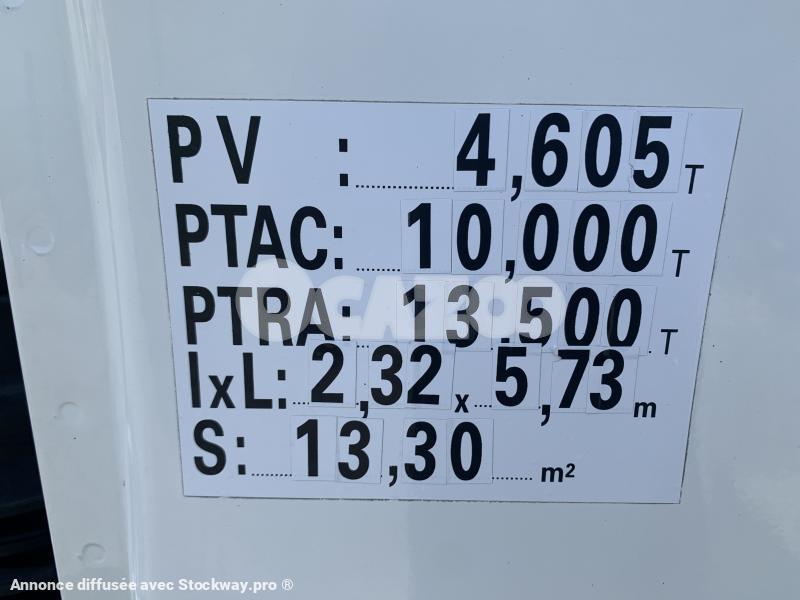 PV : 4,605 T
PTAC: 10,000 T
OCAZOO
PTRA: 13,500 T
lxL: 2,32 x 5,73 m
S: 13,30 m²
Annonce diffusée avec Stockway.pro ®